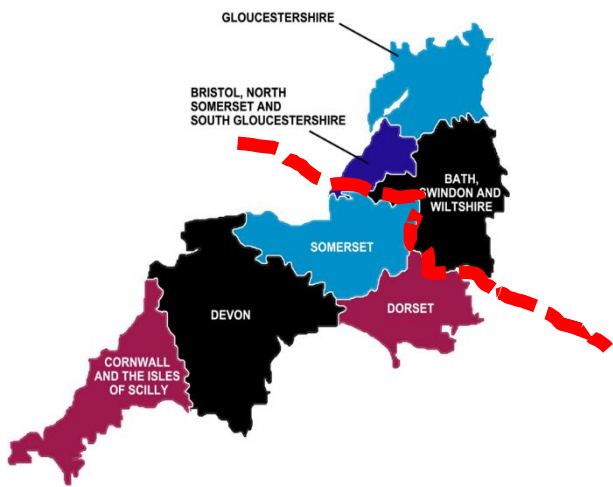 GLOUCESTERSHIRE
BRISTOL, NORTH
SOMERSET AND
SOUTH GLOUCESTERSHIRE
BATH,
SWINDON AND
WILTSHIRE
SOMERSET
DORSET
DEVON
CORNWALL
AND THE ISLES
OF SCILLY